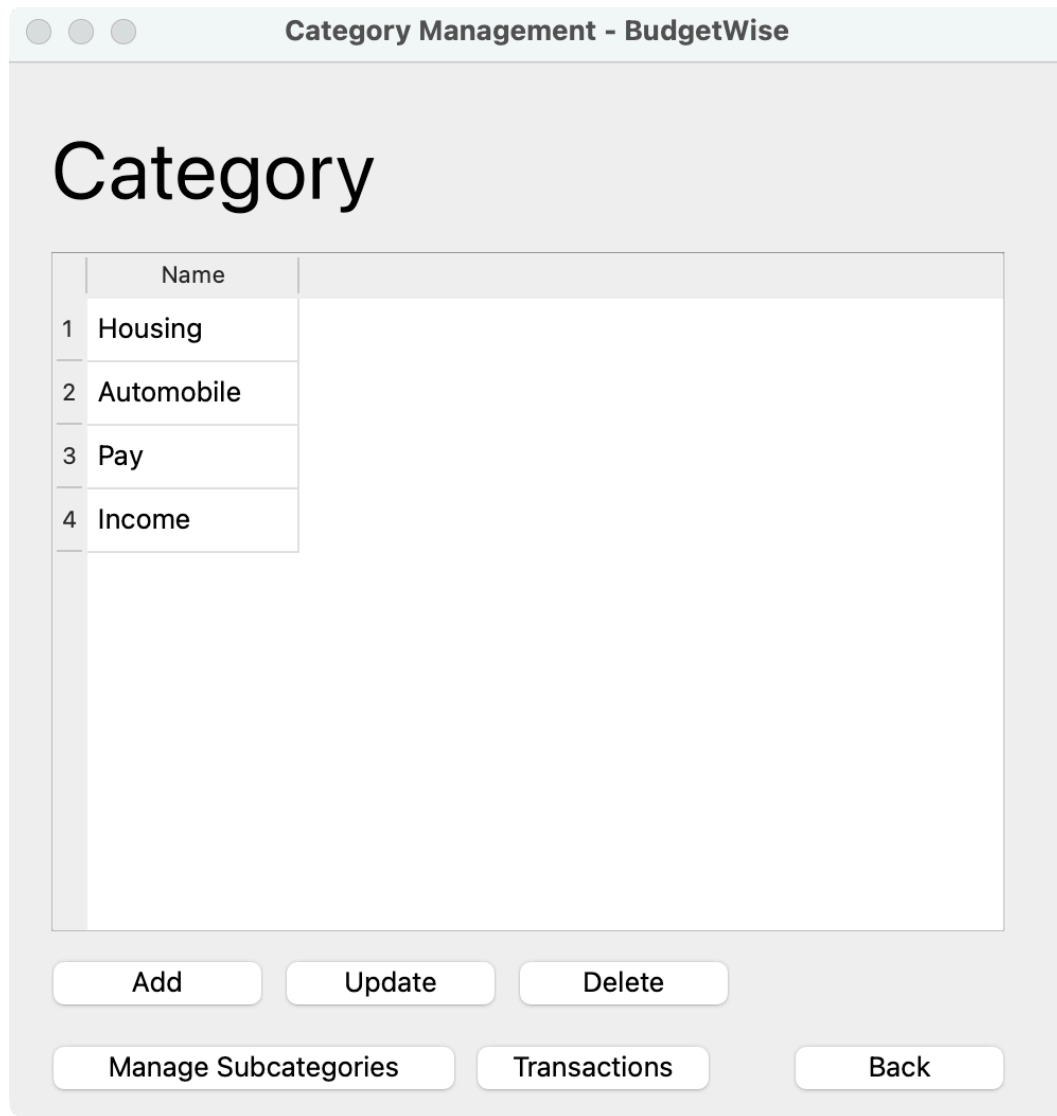 Category Management - BudgetWise
Category
Name
1 Housing
2 Automobile
3 Pay
4 Income
Add Update Delete
Manage Subcategories Transactions Back